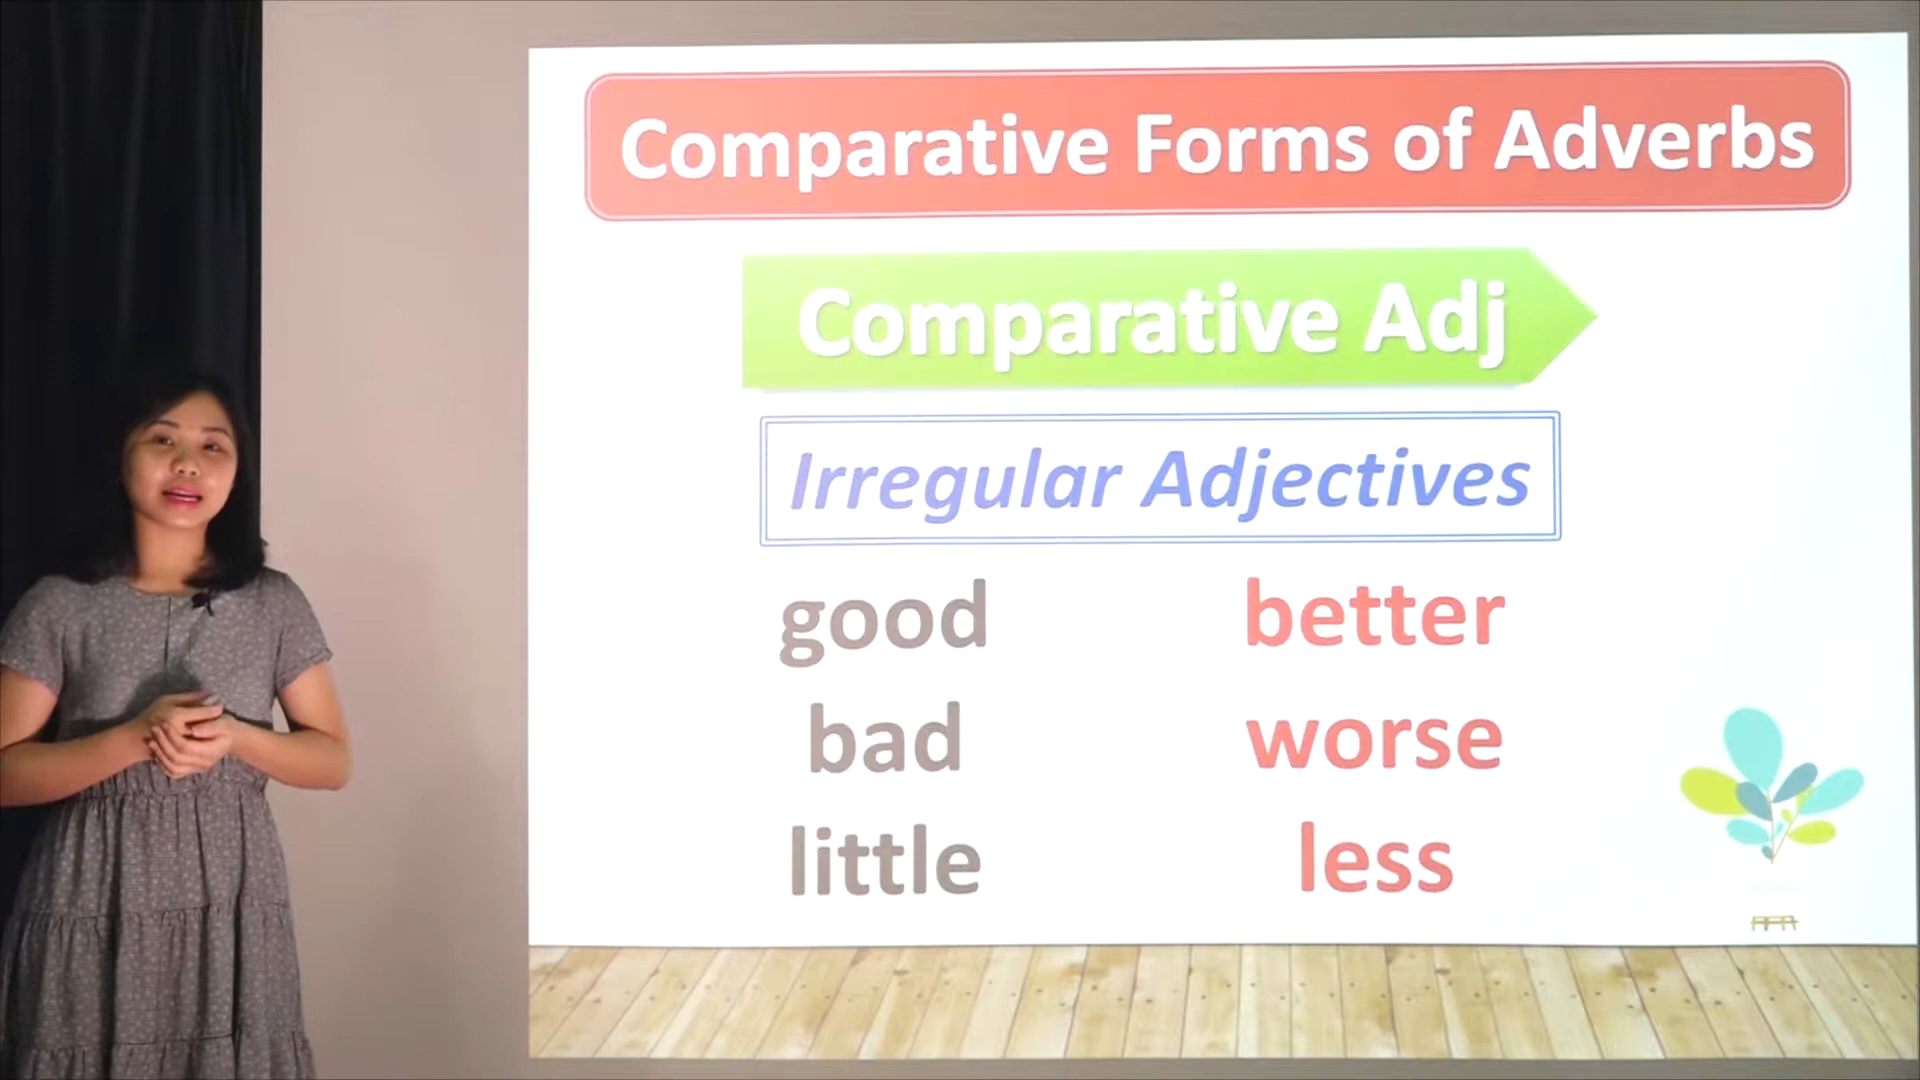 Comparative Forms of Adverbs
Comparative Adj
Irregular Adjectives
good better
bad worse
little less